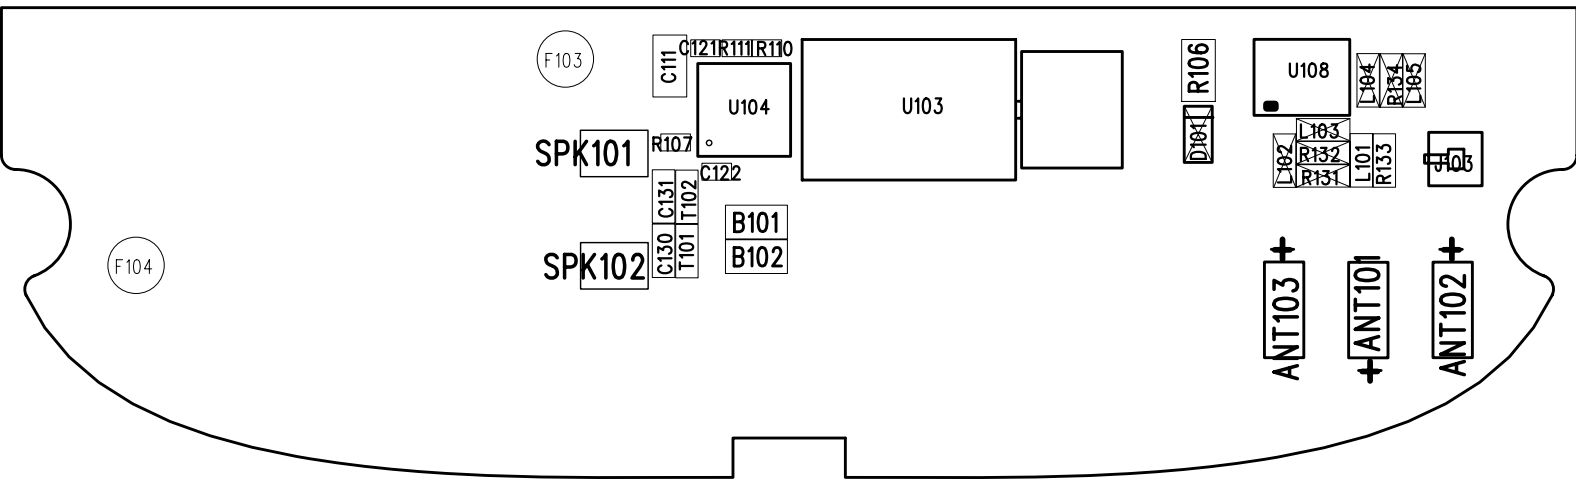 F103
C111
C121
R111
R110
U104
U103
R106
U108
L104
R134
L105
SPK101
R107
D101
L103
L102
R132
R131
L101
R133
J103
C122
C131
T102
B101
F104
SPK102
C130
T101
B102
+
+
ANT103
ANT101
ANT102
+